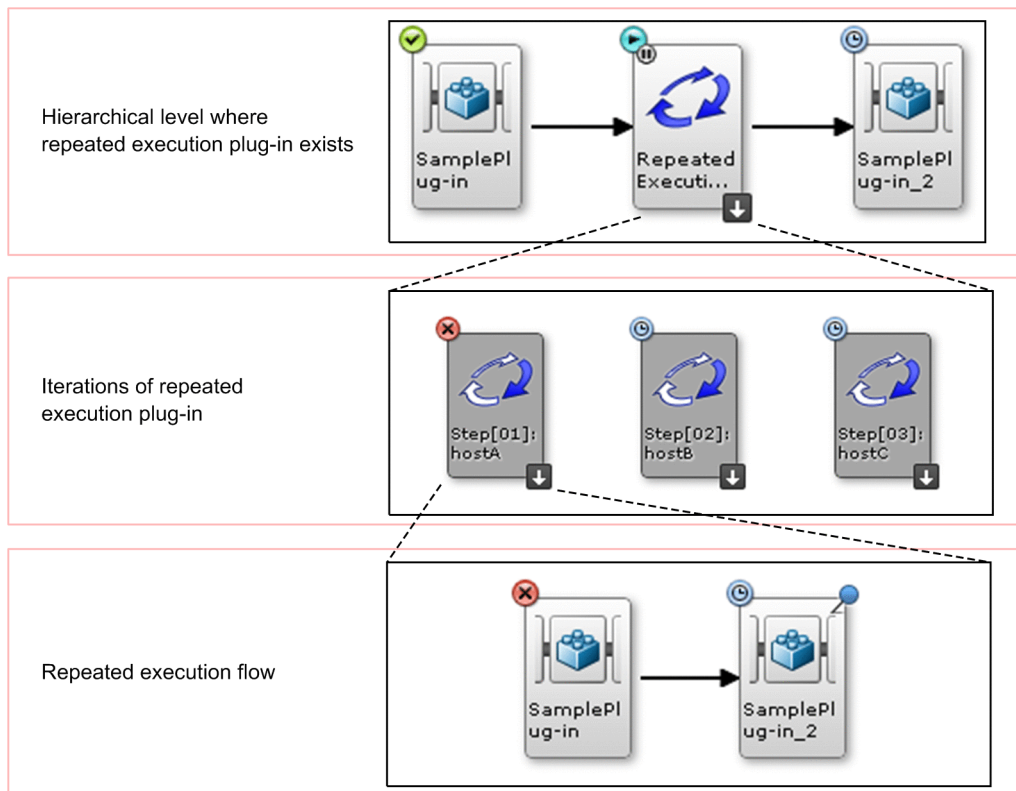 Hierarchical level where
repeated execution plug-in exists
SamplePl
ug-in
Repeated
Executi...
SamplePl
ug-in_2
Iterations of repeated
execution plug-in
Step[01]:
hostA
Step[02]:
hostB
Step[03]:
hostC
Repeated execution flow
SamplePl
ug-in
SamplePl
ug-in_2